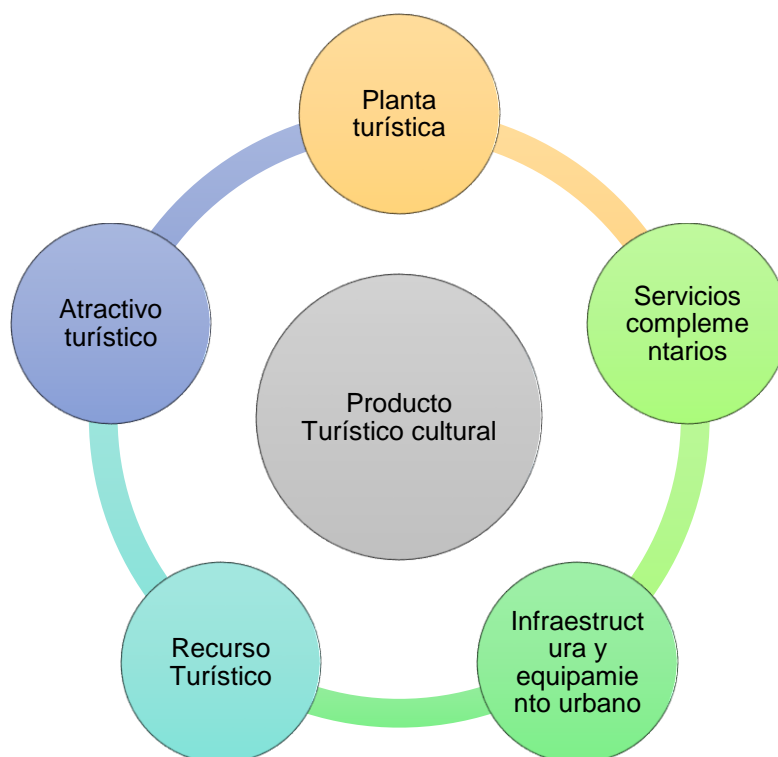 Planta
turística
Servicios
compleme
ntarios
Infraestruct
ura y
equipamie
nto urbano
Recurso
Turístico
Atractivo
turístico
Producto
Turístico cultural